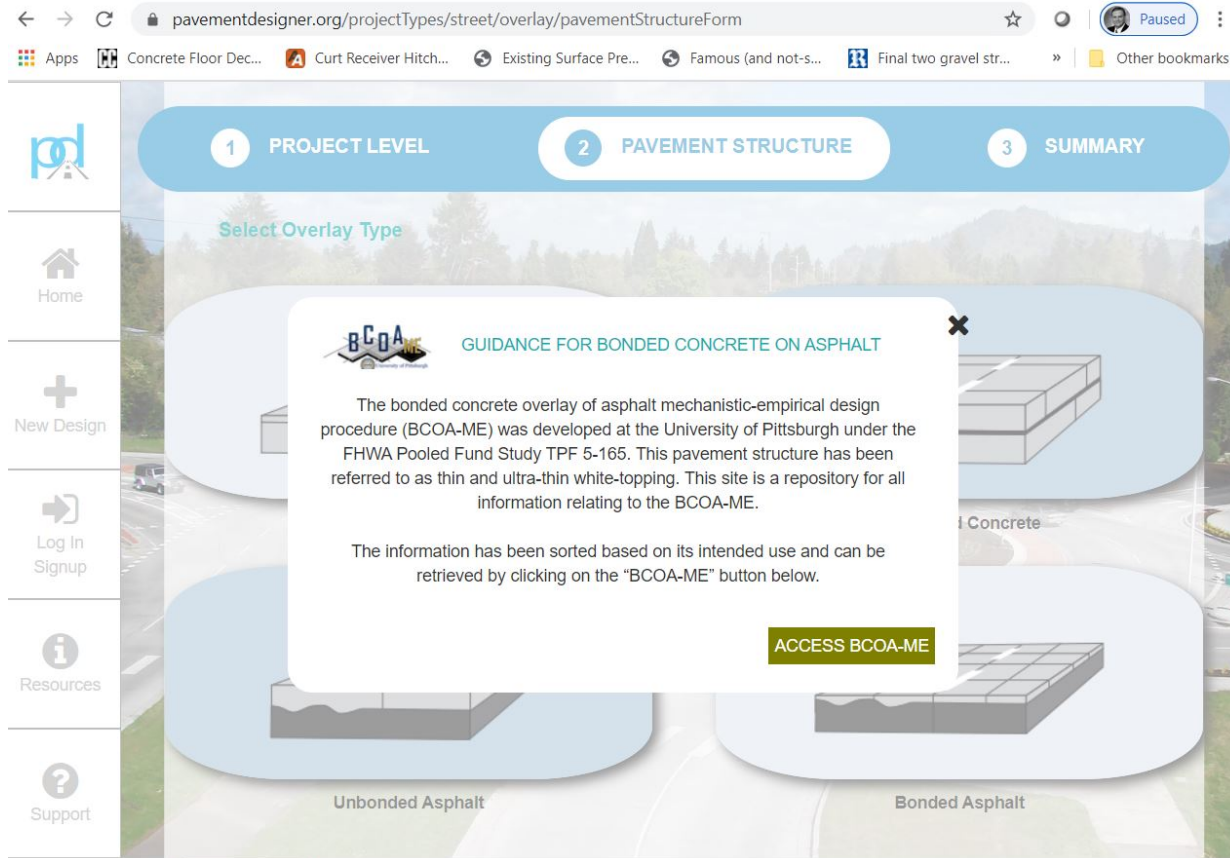 pavementdesigner.org/projectTypes/street/overlay/pavementStructureForm
Paused
Apps
Concrete Floor Dec...
Curt Receiver Hitch...
Existing Surface Pre...
Famous (and not-s...
Final two gravel str...
»
Other bookmarks
pd
1 PROJECT LEVEL
2 PAVEMENT STRUCTURE
3 SUMMARY
Home
New Design
Log In
Signup
Resources
Support
Select Overlay Type
BCOA ME
University of Pittsburgh
GUIDANCE FOR BONDED CONCRETE ON ASPHALT
The bonded concrete overlay of asphalt mechanistic-empirical design
procedure (BCOA-ME) was developed at the University of Pittsburgh under the
FHWA Pooled Fund Study TPF 5-165. This pavement structure has been
referred to as thin and ultra-thin white-topping. This site is a repository for all
information relating to the BCOA-ME.
The information has been sorted based on its intended use and can be
retrieved by clicking on the “BCOA-ME” button below.
ACCESS BCOA-ME
Concrete
Unbonded Asphalt
Bonded Asphalt